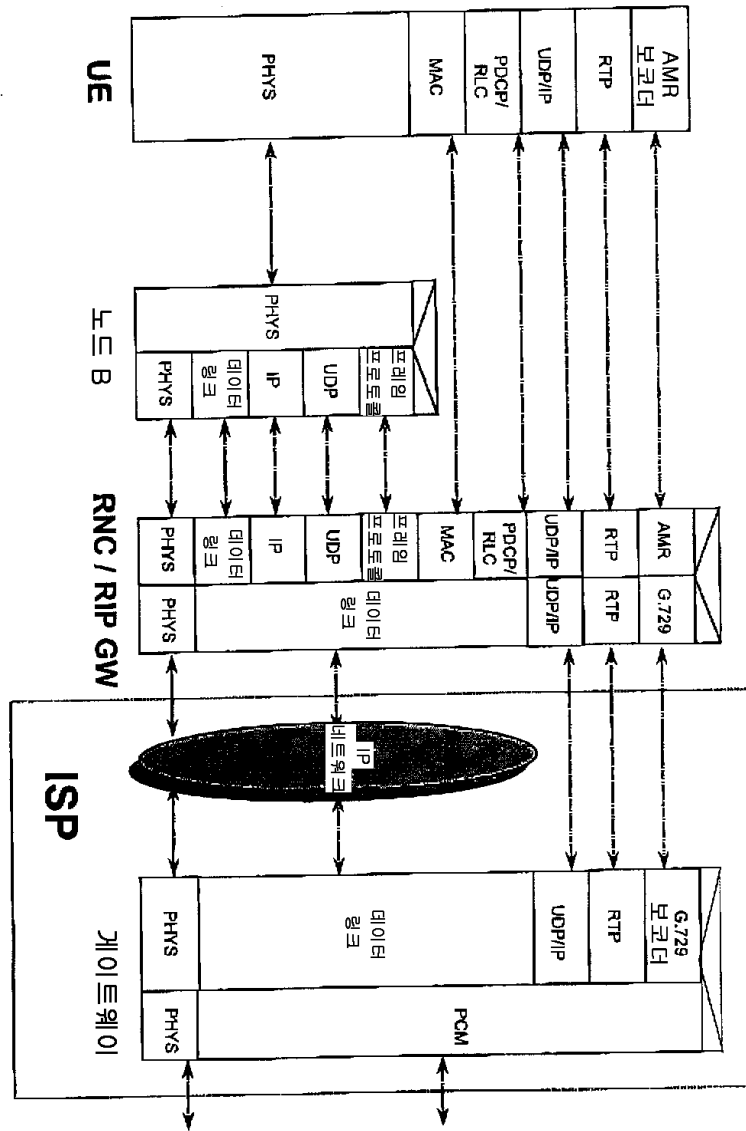 AMR
보코더
RTP
UDP/IP
PDCP/
RLC
MAC
PHYS
UE
PHYS
프레임
프로토콜
UDP
IP
데이터
링크
PHYS
노드 B
AMR
RTP
UDP/IP
PDCP/
RLC
MAC
프레임
프로토콜
UDP
IP
데이터
링크
PHYS
G.729
RTP
UDP/IP
데이터
링크
PHYS
RNC / RIP GW
IP
네트워크
ISP
G.729
보코더
RTP
UDP/IP
데이터
링크
PHYS
PCM
PHYS
게이트웨이